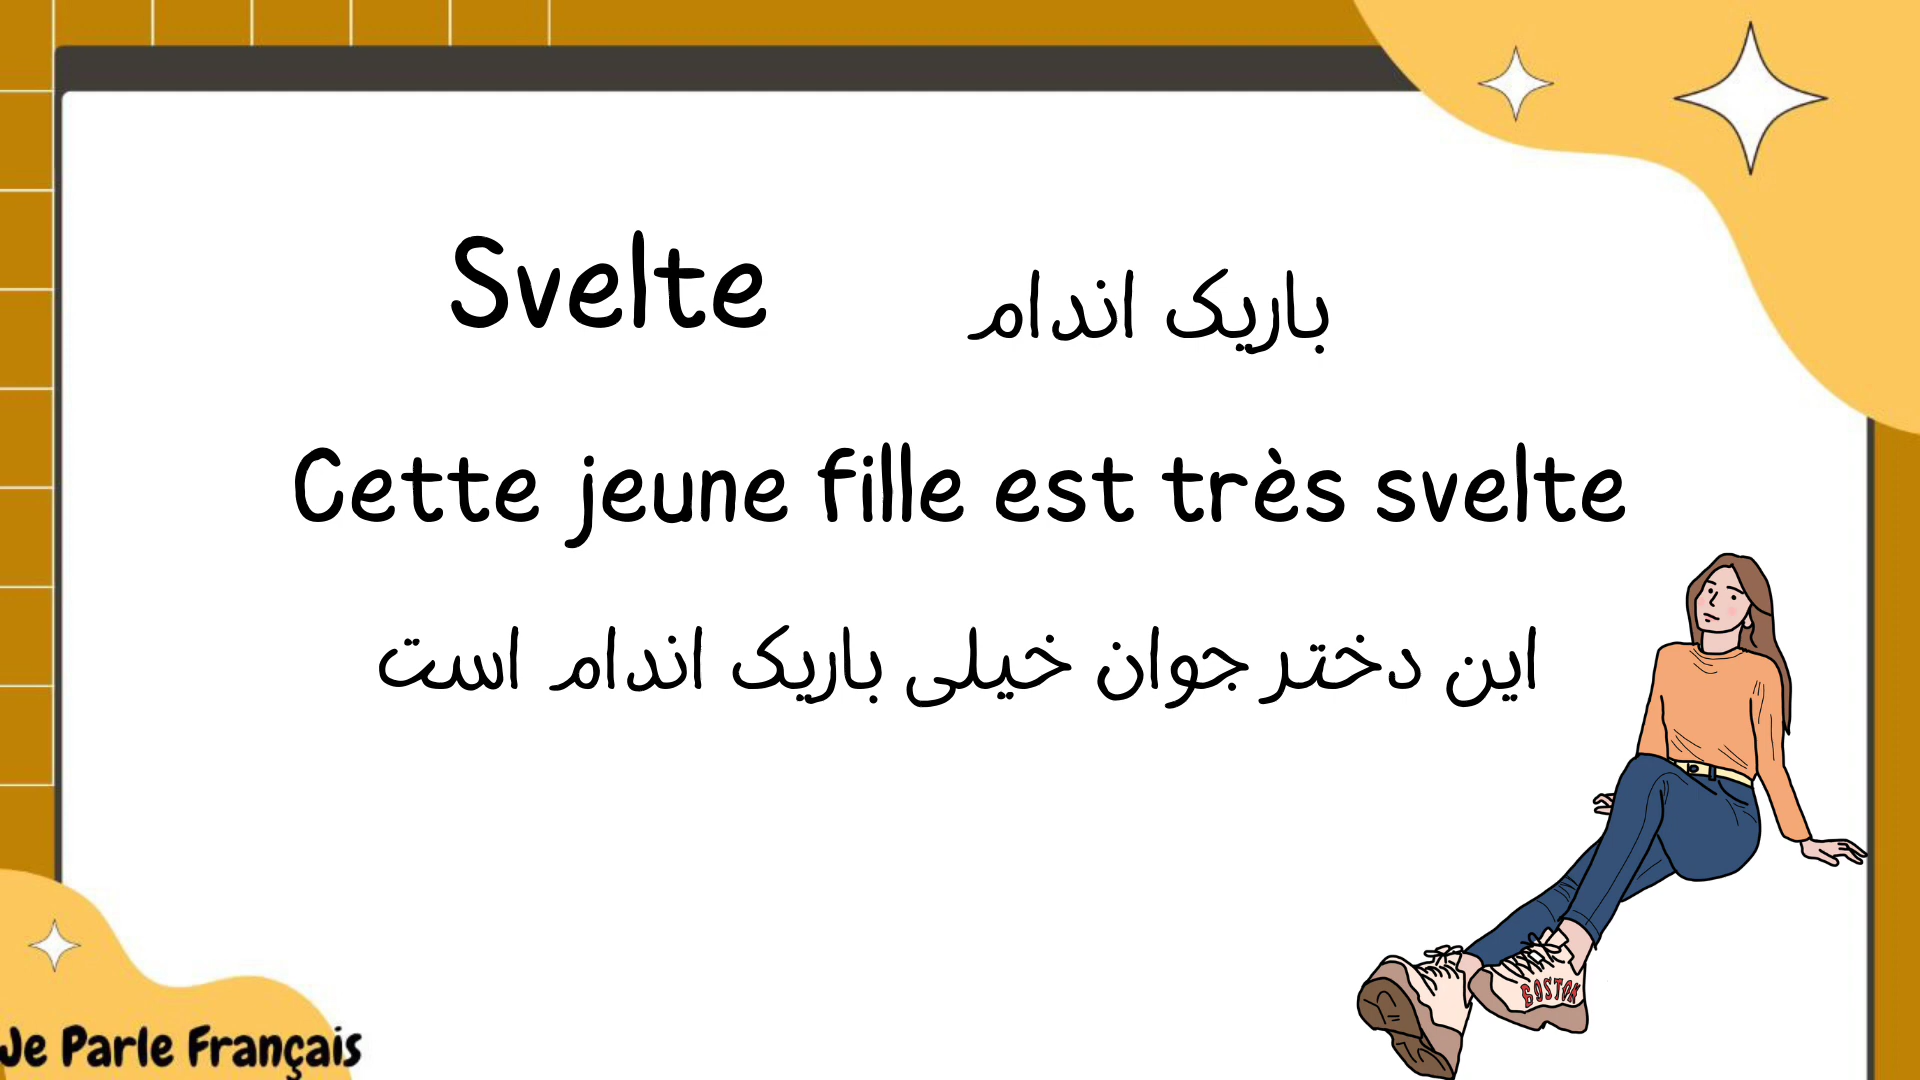 Svelte باریک اندام
Cette jeune fille est très svelte
این دختر جوان خیلی باریک اندام است
BOSTON
Je Parle Français